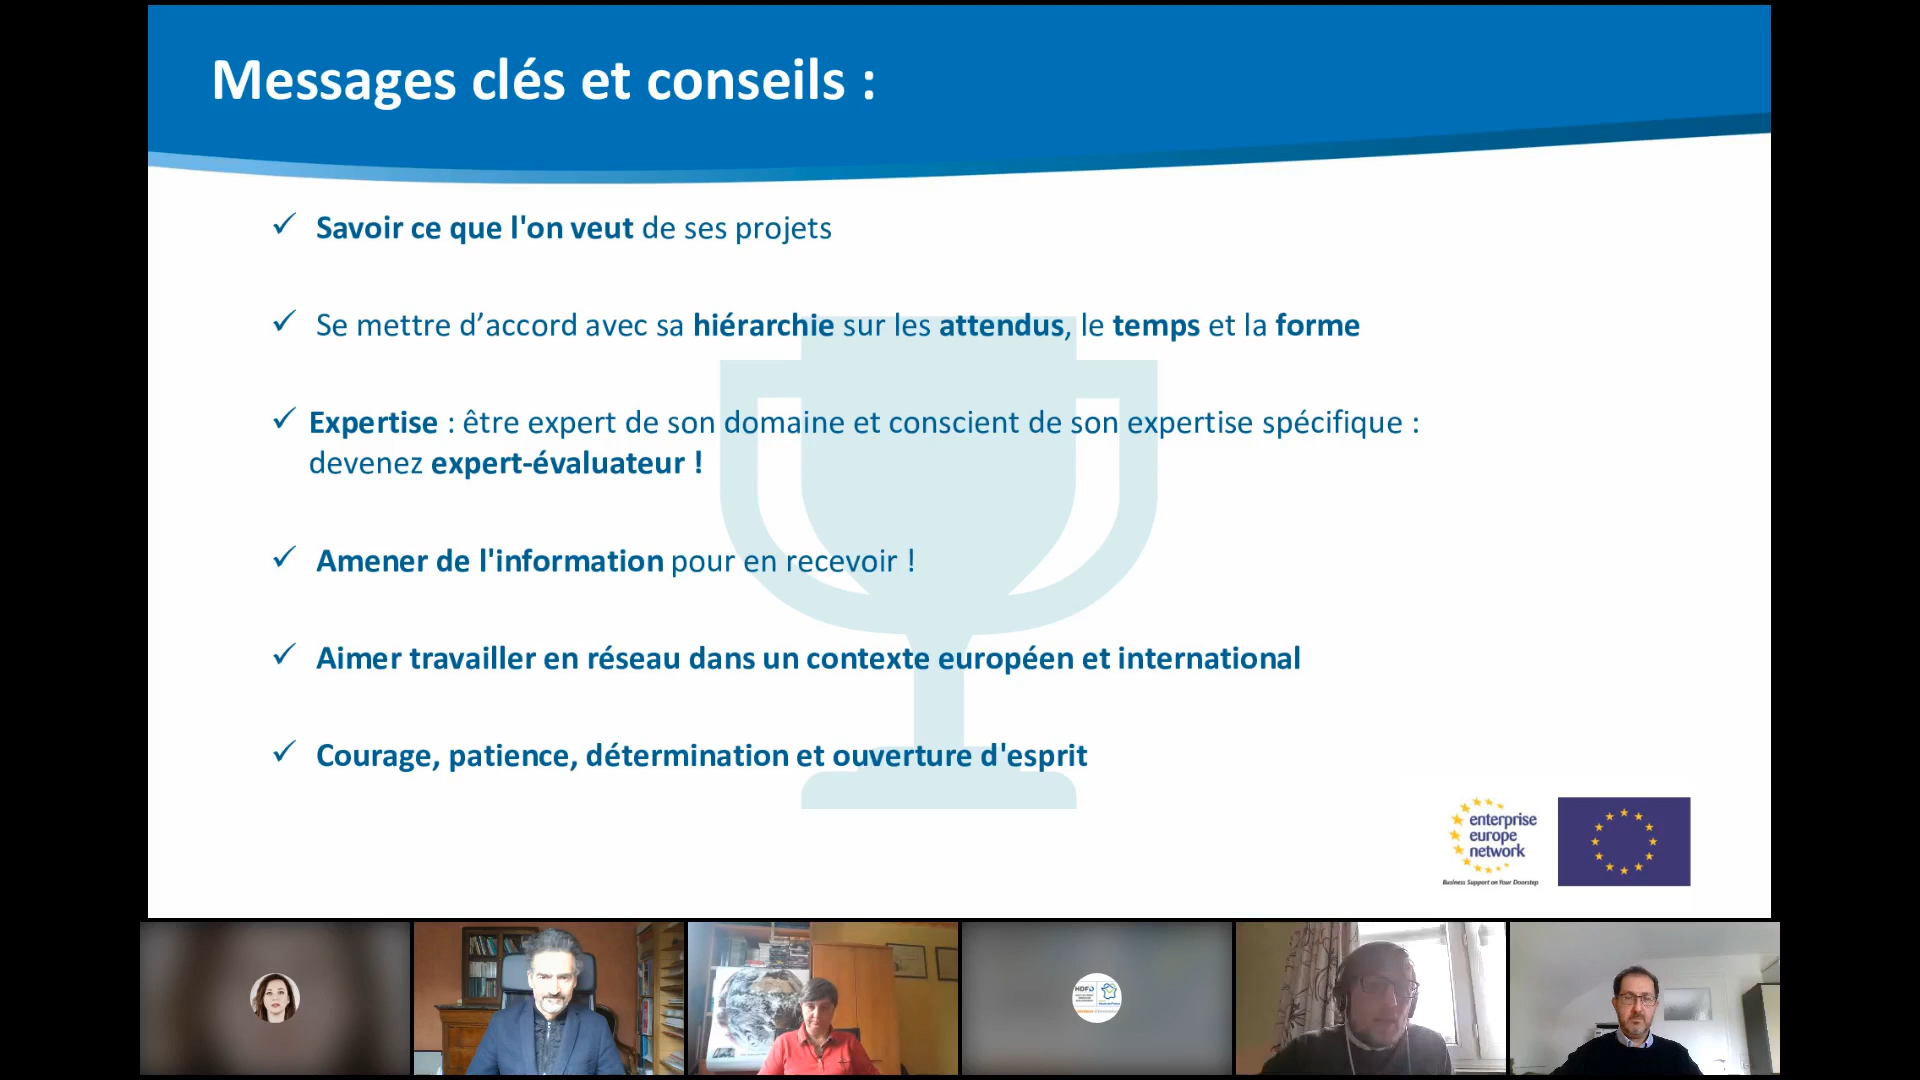 Messages clés et conseils :
✓ Savoir ce que l'on veut de ses projets
✓ Se mettre d’accord avec sa hiérarchie sur les attendus, le temps et la forme
✓ Expertise : être expert de son domaine et conscient de son expertise spécifique :
devenez expert-évaluateur !
✓ Amener de l'information pour en recevoir !
✓ Aimer travailler en réseau dans un contexte européen et international
✓ Courage, patience, détermination et ouverture d'esprit
enterprise
europe
network
Business Support on Your Doorstep
HDF